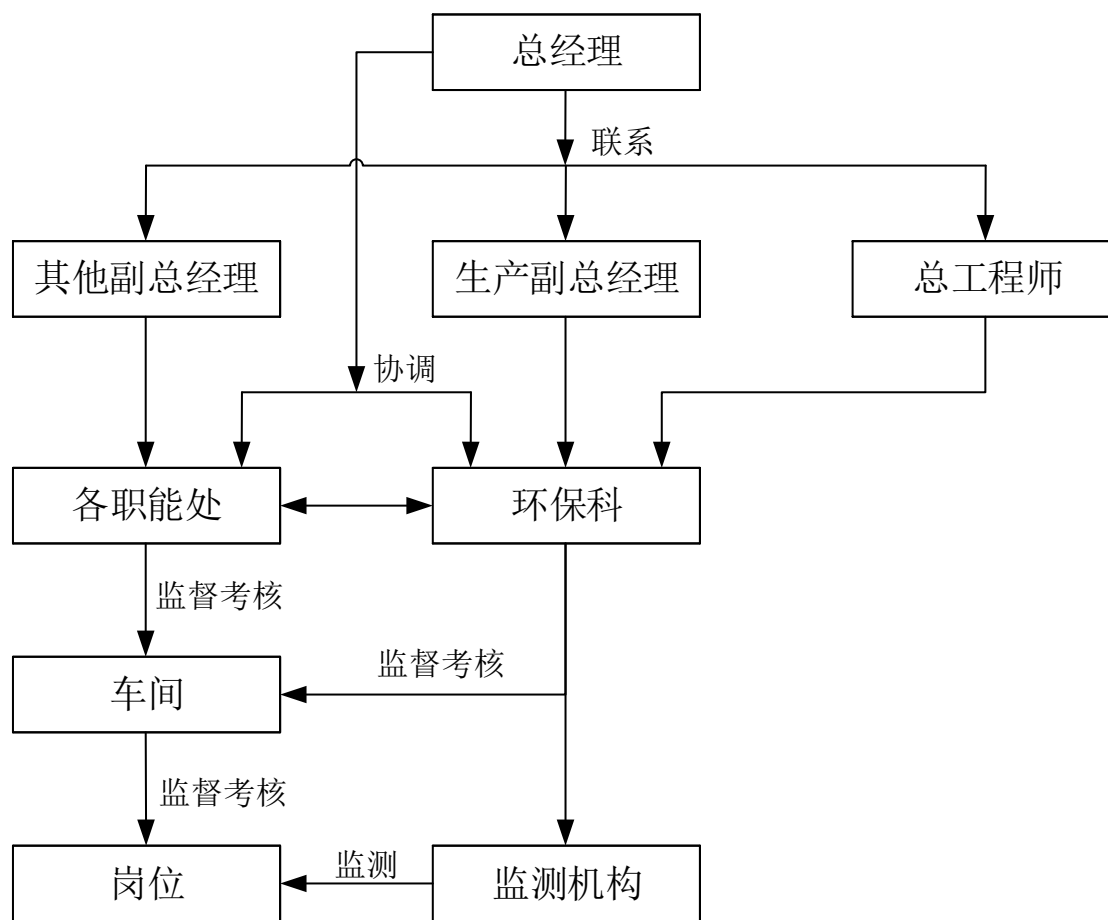 总经理
联系
其他副总经理
生产副总经理
总工程师
协调
各职能处
环保科
监督考核
监督考核
车间
监督考核
岗位
监测
监测机构